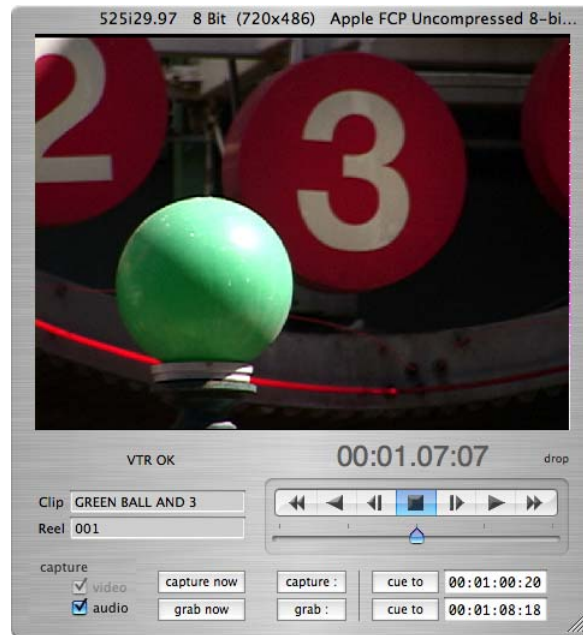 525i29.97 8 Bit (720x486) Apple FCP Uncompressed 8-bi...
2 3
VTR OK 00:01.07:07 drop
Clip GREEN BALL AND 3
Reel 001
capture
video capture now capture : cue to 00:01:00:20
audio grab now grab : cue to 00:01:08:18